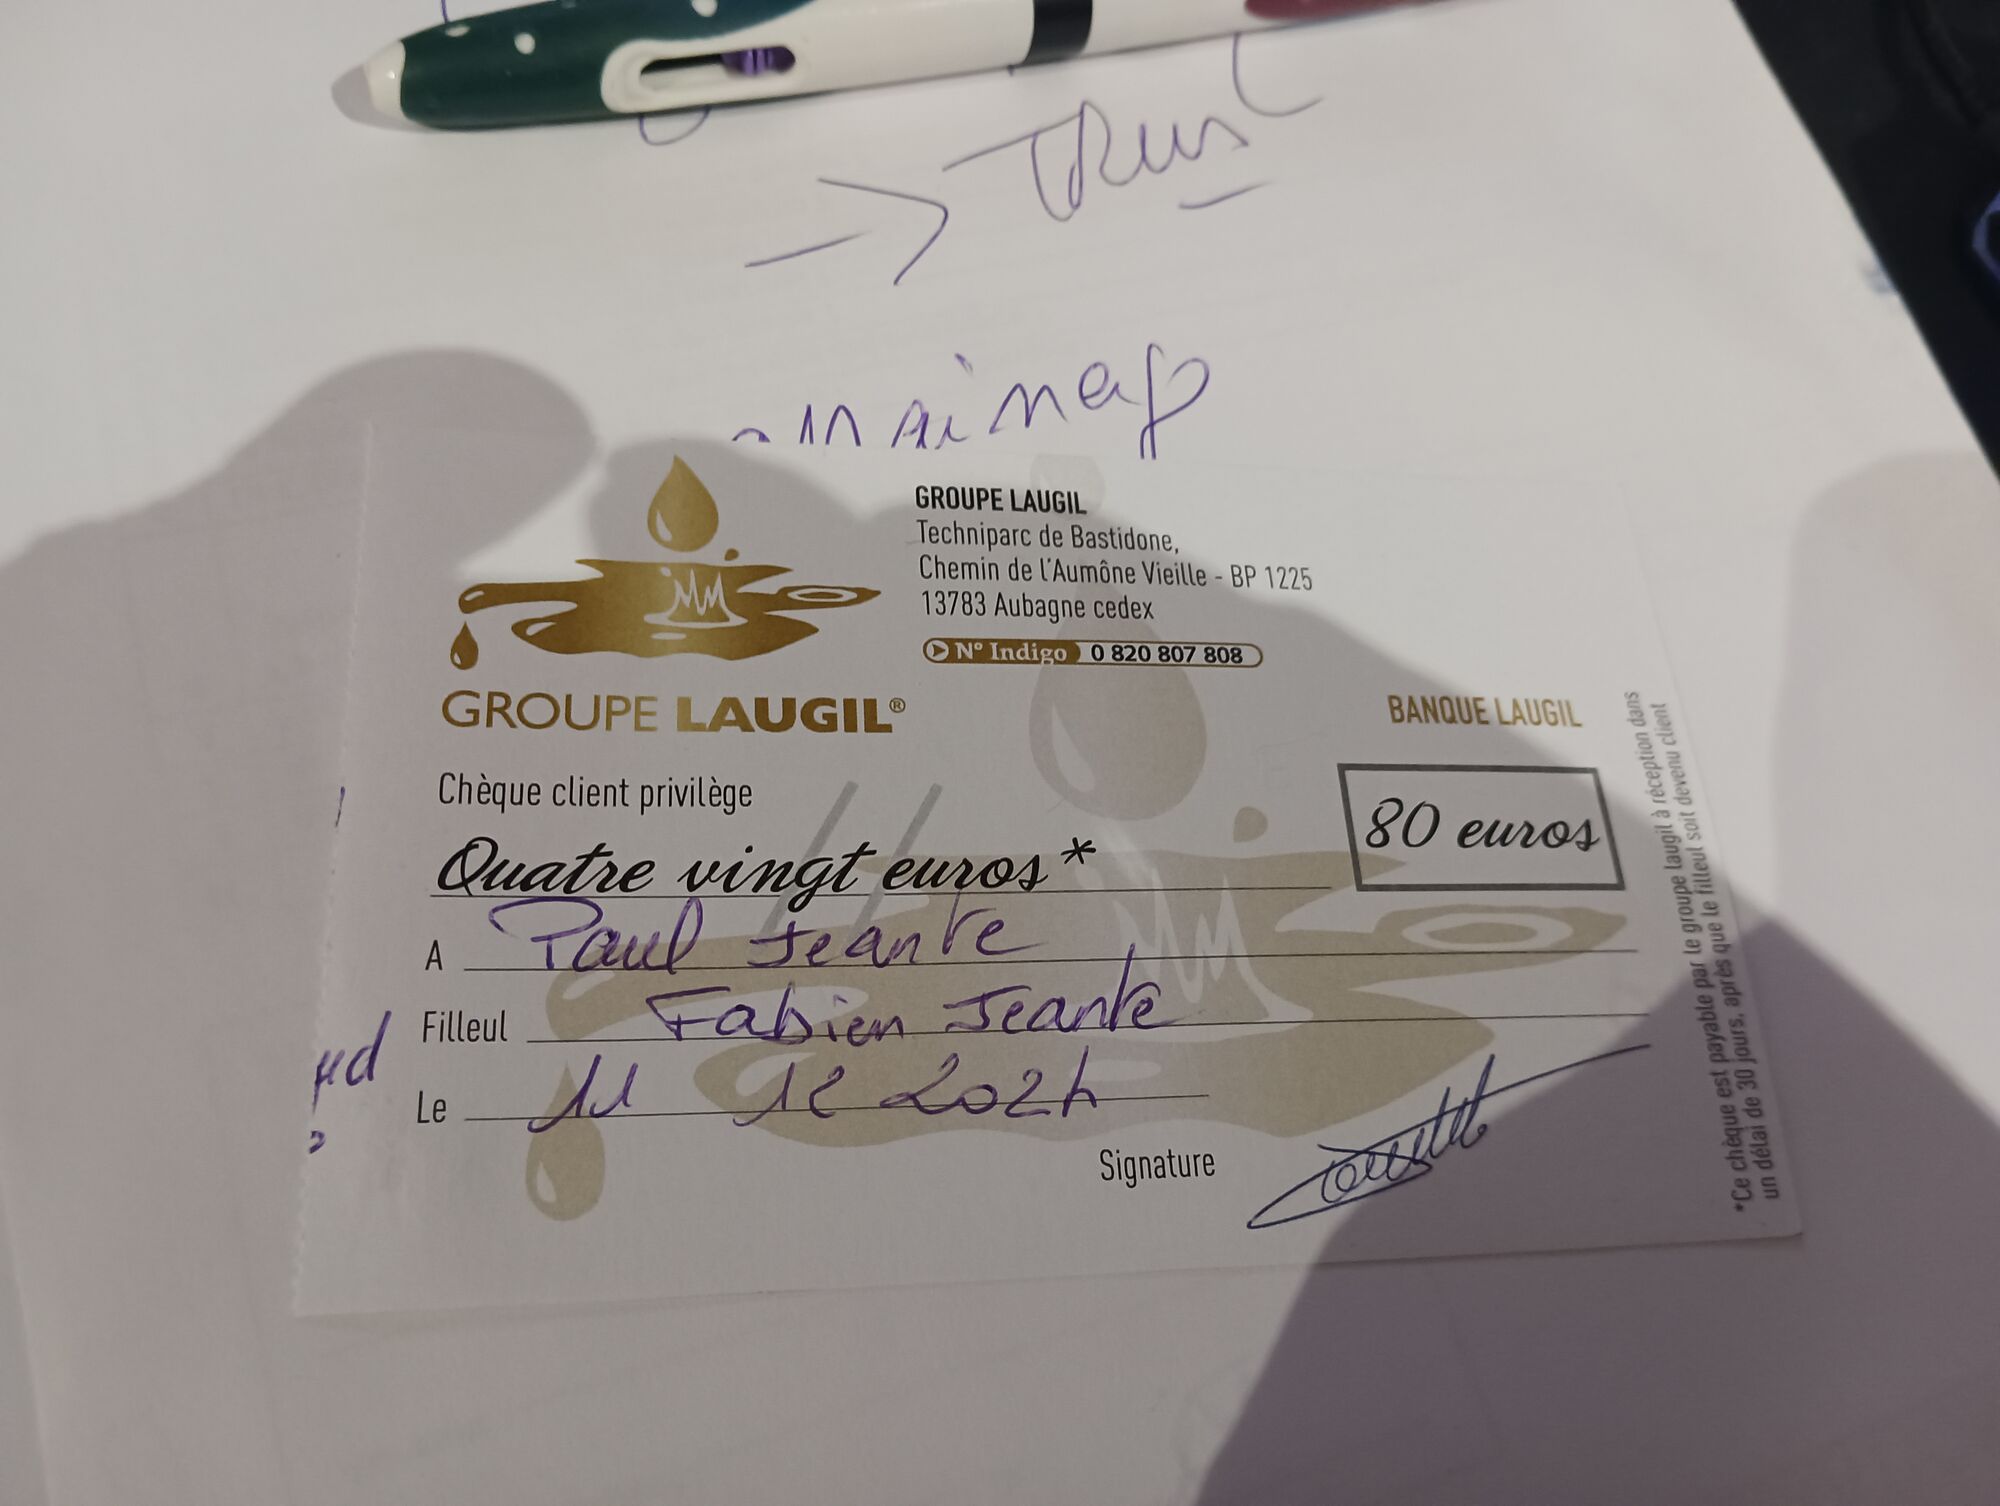 → Trust
mainap
GROUPE LAUGIL
Techniparc de Bastidone,
Chemin de l'Aumône Vieille - BP 1225
13783 Aubagne cedex
N° Indigo 0 820 807 808
GROUPE LAUGIL®
BANQUE LAUGIL
Chèque client privilège
Quatre vingt euros*
80 euros
A Paul Jeante
Filleul Fabien Jeante
Le 11 12 2024
Signature
*Ce chèque est payable par le groupe laugil à réception dans
un délai de 30 jours, après que le filleul soit devenu client